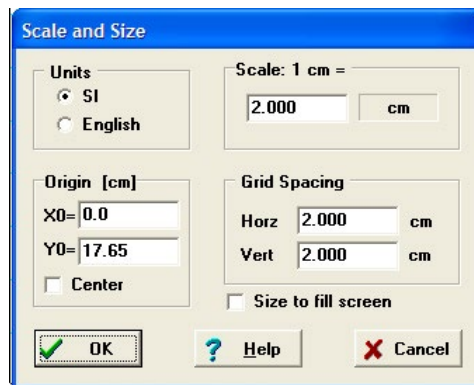 Scale and Size
Units
SI
English
Scale: 1 cm =
2.000 cm
Origin [cm]
X0= 0.0
Y0= 17.65
Center
Grid Spacing
Horz 2.000 cm
Vert 2.000 cm
Size to fill screen
OK
Help
Cancel